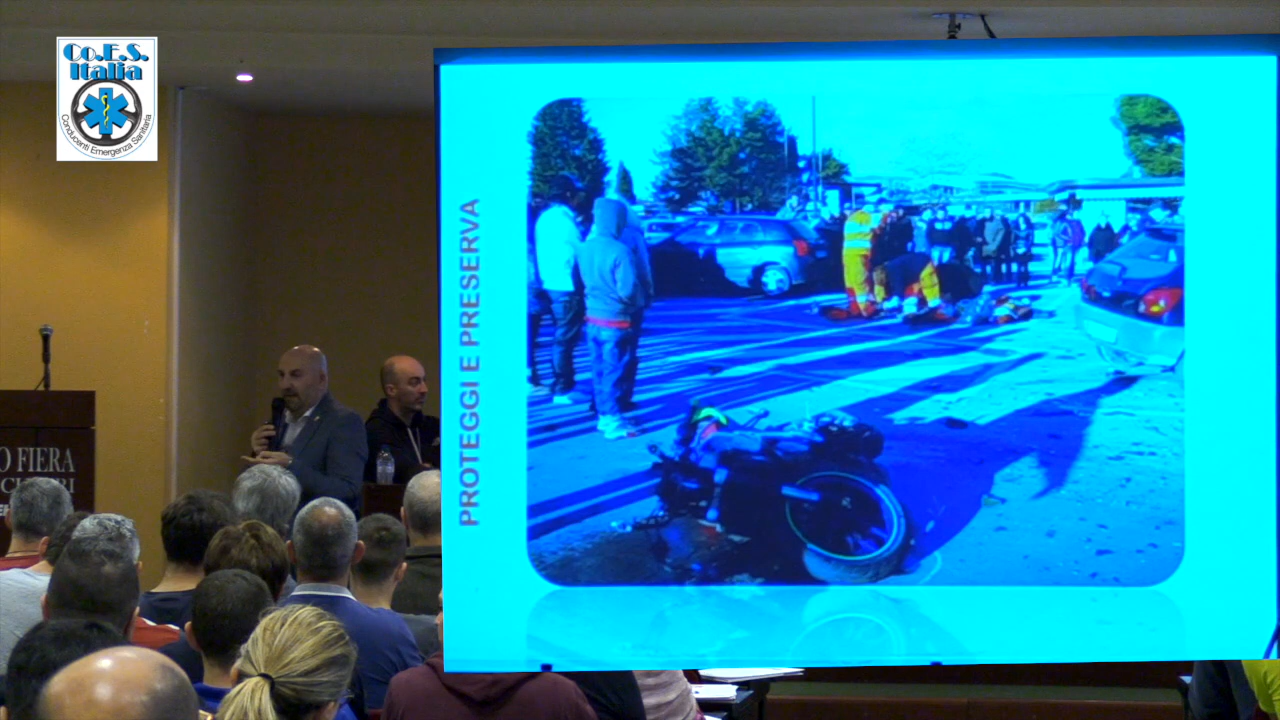 Co.E.S.
Italia
Conducenti Emergenza Sanitaria
PROTEGGI E PRESERVA
O FIERA